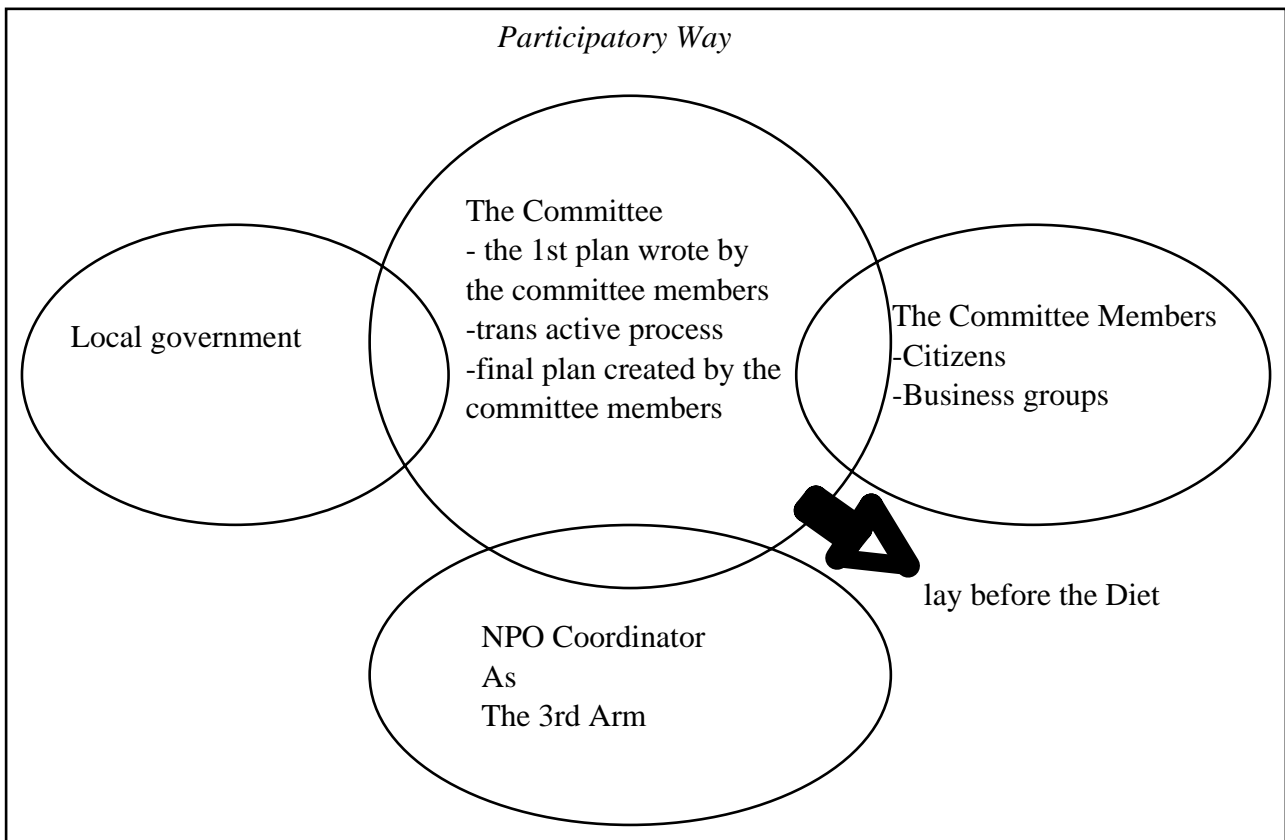 Participatory Way
The Committee
- the 1st plan wrote by
the committee members
-trans active process
-final plan created by the
committee members
Local government
The Committee Members
-Citizens
-Business groups
lay before the Diet
NPO Coordinator
As
The 3rd Arm